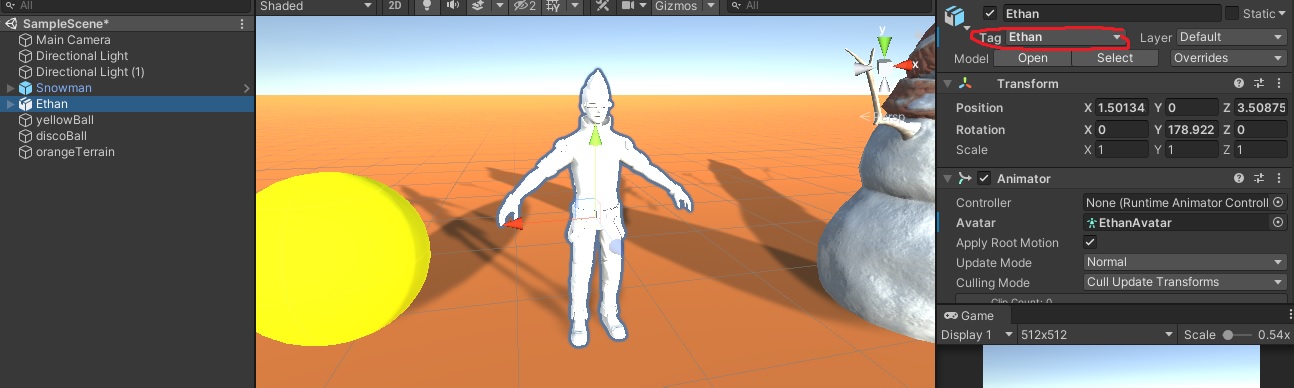 All
SampleScene*
Main Camera
Directional Light
Directional Light (1)
Snowman
Ethan
yellowBall
discoBall
orangeTerrain
Shaded
2D
2
Gizmos
All
y
x
Persp
Ethan
Static
Tag Ethan Layer Default
Model Open Select Overrides
Transform
Position X 1.50134 Y 0 Z 3.50875
Rotation X 0 Y 178.922 Z 0
Scale X 1 Y 1 Z 1
Animator
Controller None (Runtime Animator Controll
Avatar EthanAvatar
Apply Root Motion
Update Mode Normal
Culling Mode Cull Update Transforms
Clip Count: 0
Game
Display 1 512x512 Scale 0.54x